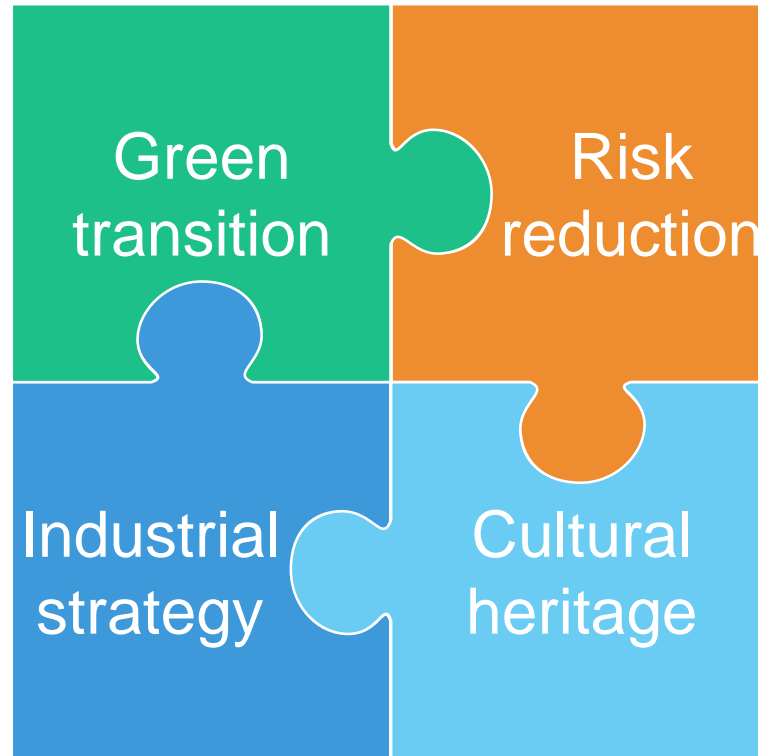 Green
transition
Risk
reduction
Industrial
strategy
Cultural
heritage